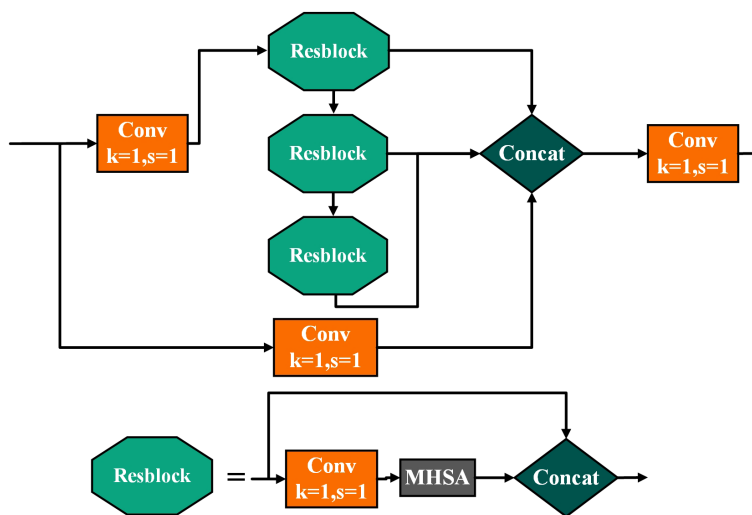 Resblock
Conv
k=1,s=1
Resblock
Concat
Conv
k=1,s=1
Resblock
Conv
k=1,s=1
Resblock
=
Conv
k=1,s=1
MHSA
Concat